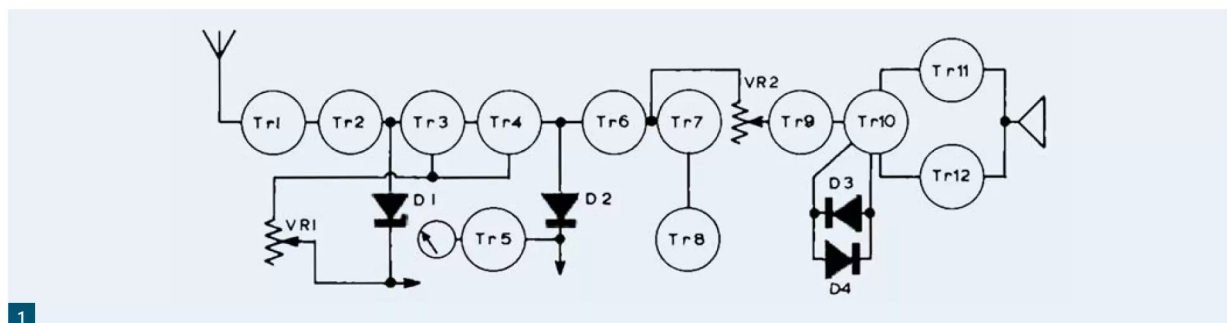 Tr11
VR2
Tr1 Tr2 Tr3 Tr4 Tr6 Tr7 Tr9 Tr10
Tr12
D1 D2 D3
VR1
Tr5 Tr8
D4
1